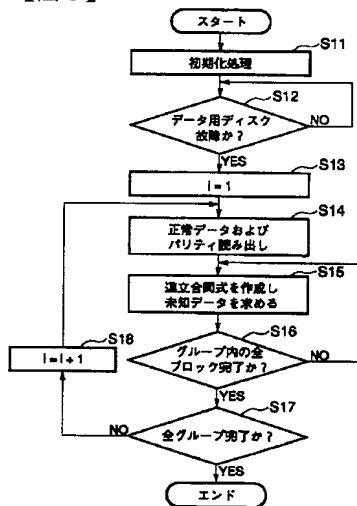 スタート
S11
初期化処理
S12
データ用ディスク
故障か?
NO
YES
S13
i=1
S14
正常データおよび
パリティ読み出し
S15
連立合同式を作成し
未知データを求める
S16
グループ内の全
ブロック完了か?
NO
YES
S18
i=i+1
S17
全グループ完了か?
NO
YES
エンド